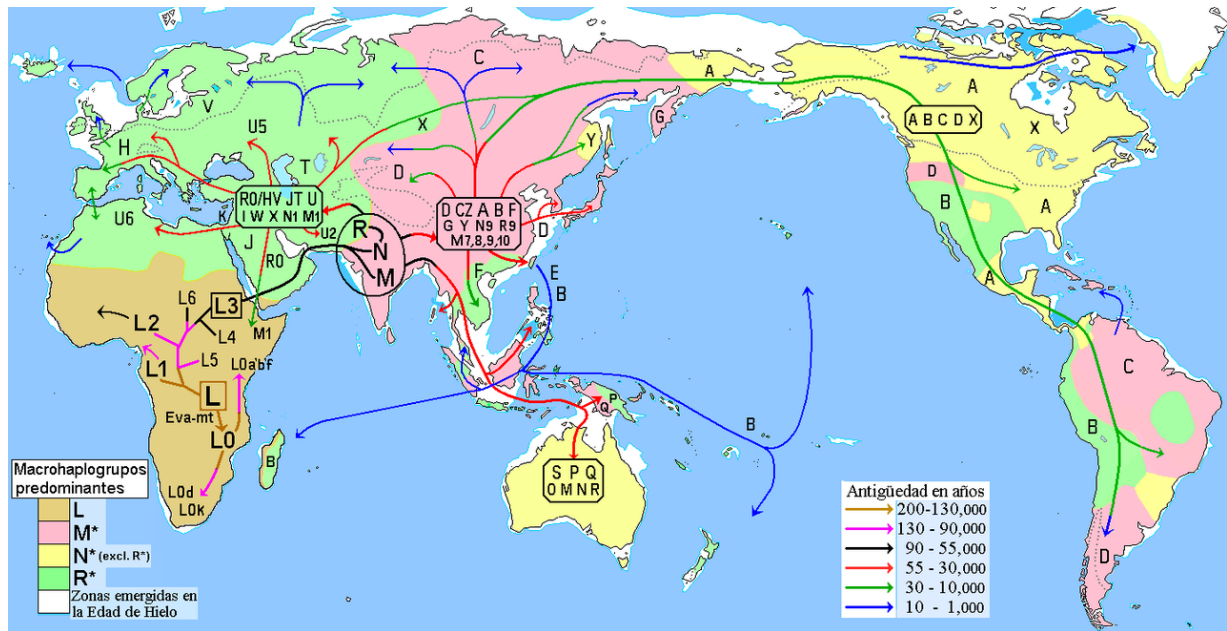 C
A
A
V
G
A B C D X
X
H
U5
X
Y
T
D
D
R0/HV JT U
I W X N1 M1
D CZ A B F
G Y N9 R9
M7,8,9,10
D
B
A
K
U6
U2
R
N
M
J
R0
F
E
B
A
L6
L3
L2
L4
M1
L5
L0abf
L1
L
Eva-mt
L0
C
Q
P
B
B
B
S P Q
O M N R
L0d
L0k
B
D
Macrohaplogrupos
predominantes
L
M*
N* (excl. R*)
R*
Zonas emergidas en
la Edad de Hielo
Antigüedad en años
200-130,000
130 - 90,000
90 - 55,000
55 - 30,000
30 - 10,000
10 - 1,000